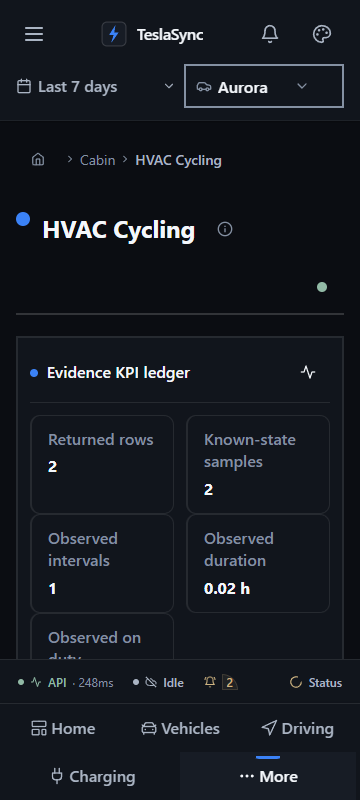 TeslaSync
Last 7 days
Aurora
Cabin
HVAC Cycling
HVAC Cycling
Evidence KPI ledger
Returned rows
2
Known-state
samples
2
Observed
intervals
1
Observed
duration
0.02 h
Observed on
duty
API · 248ms
Idle
2
Status
Home
Vehicles
Driving
Charging
More